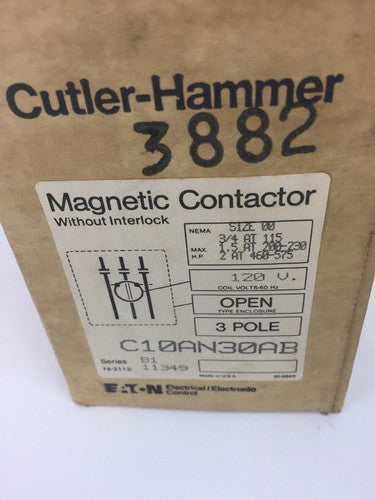 Cutler-Hammer
3882
Magnetic Contactor
Without Interlock
NEMA SIZE 00
3/4 AT 115
MAX. 1.5 AT 200-230
H.P. 2 AT 460-575
120 V.
COIL VOLTS-60 Hz
OPEN
TYPE ENCLOSURE
3 POLE
C10AN30AB
Series B1
76-2113- 11349
Made in U.S.A.
EATON Electrical/Electronic
Control